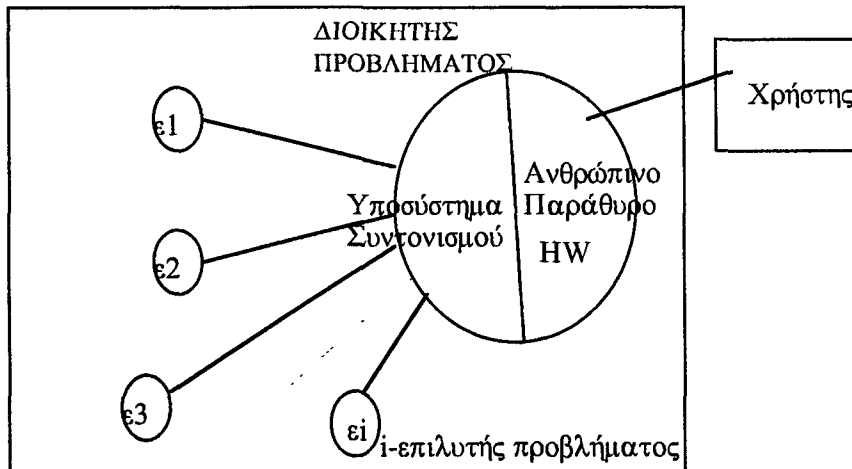 ΔΙΟΙΚΗΤΗΣ
ΠΡΟΒΛΗΜΑΤΟΣ
Χρήστης
ε1
Υποσύστημα
Συντονισμού
Ανθρώπινο
Παράθυρο
HW
ε2
ε3
εi
i-επιλυτής προβλήματος